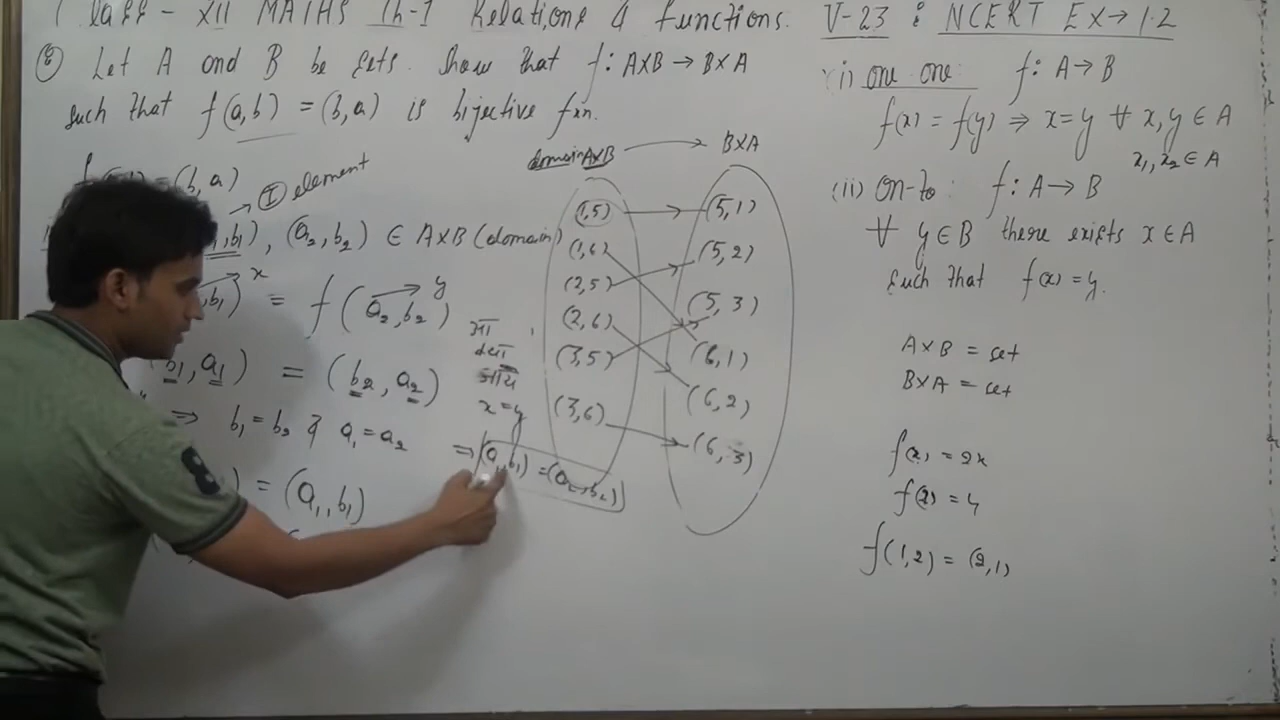 Class - XII MATHS Ch-1 Relations & functions. V-23 : NCERT EX→1.2
⑧ Let A and B be sets. Show that f: A×B → B×A
such that f(a,b) = (b,a) is bijective fxn.
= (b,a)
→ Ⓘ element
,b₁), (a₂,b₂) ∈ A×B (domain)
b₁) x = f(a₂,b₂) y
b₁, a₁) = (b₂, a₂)
⇒ b₁ = b₂ & a₁ = a₂
) = (a₁,b₁)
x = y
⇒ (a₁,b₁) = (a₂,b₂)
domain A×B → B×A
(1,5) (5,1)
(1,6) (5,2)
(2,5) (5,3)
(2,6) (6,1)
(3,5) (6,2)
(3,6) (6,3)
(i) one one: f: A→B
f(x) = f(y) ⇒ x=y ∀ x,y ∈ A
x₁, x₂ ∈ A
(ii) on-to: f: A→B
∀ y∈B there exists x∈A
such that f(x) = y.
A×B = set
B×A = set
f(x) = 2x
f(2) = 4
f(1,2) = (2,1)